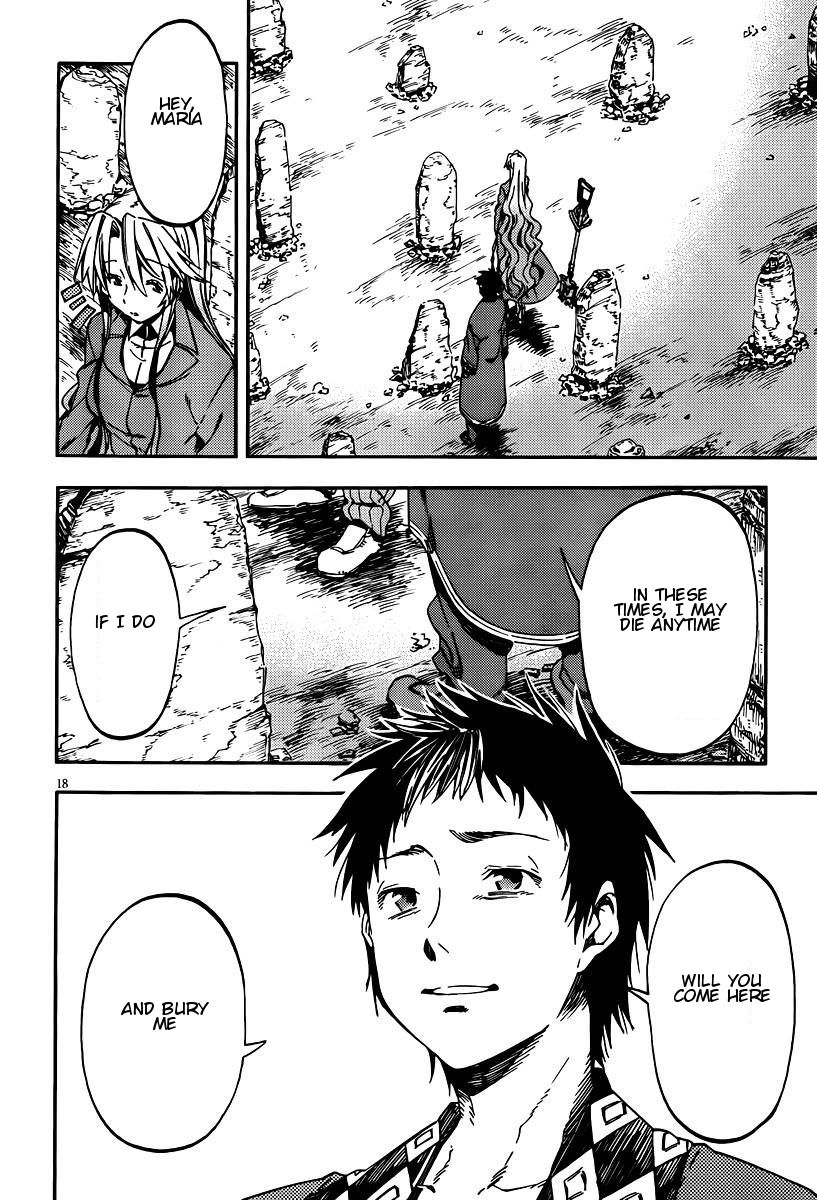 HEY,
MARIA
IN THESE
TIMES, I MAY
DIE ANYTIME
IF I DO
18
WILL YOU
COME HERE
AND BURY
ME